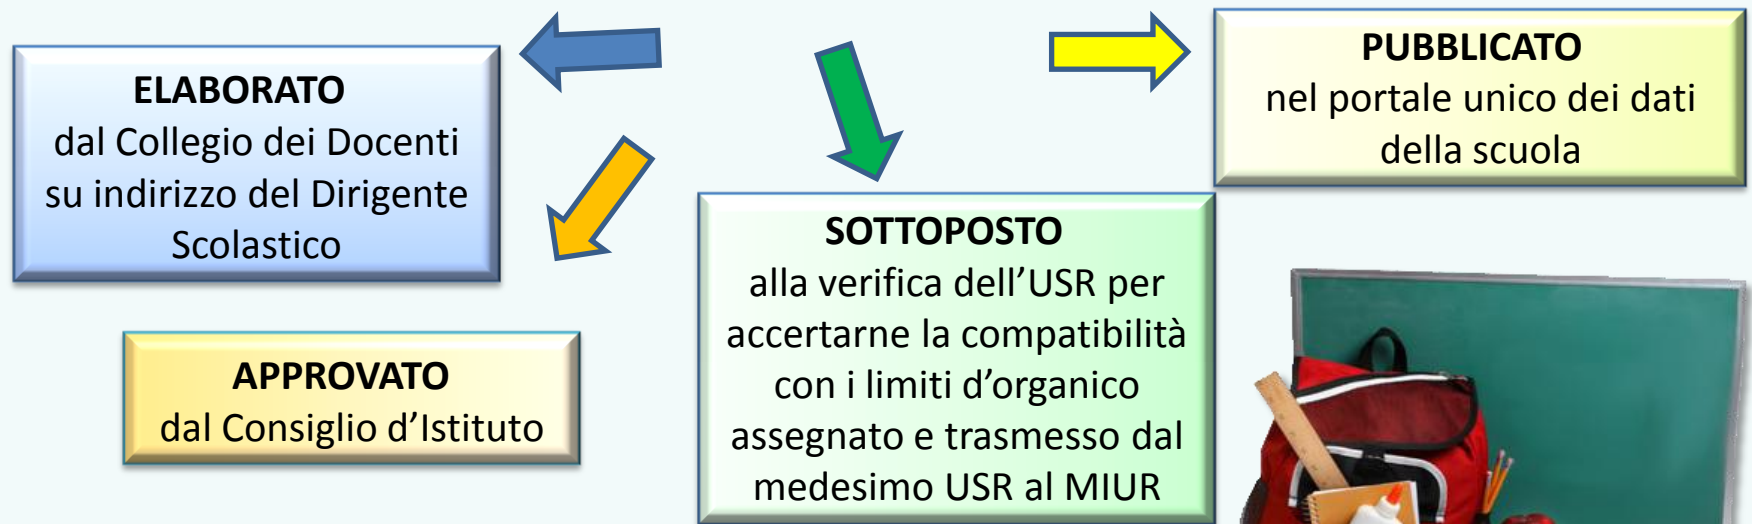 ELABORATO
dal Collegio dei Docenti
su indirizzo del Dirigente
Scolastico
APPROVATO
dal Consiglio d’Istituto
SOTTOPOSTO
alla verifica dell’USR per
accertarne la compatibilità
con i limiti d’organico
assegnato e trasmesso dal
medesimo USR al MIUR
PUBBLICATO
nel portale unico dei dati
della scuola